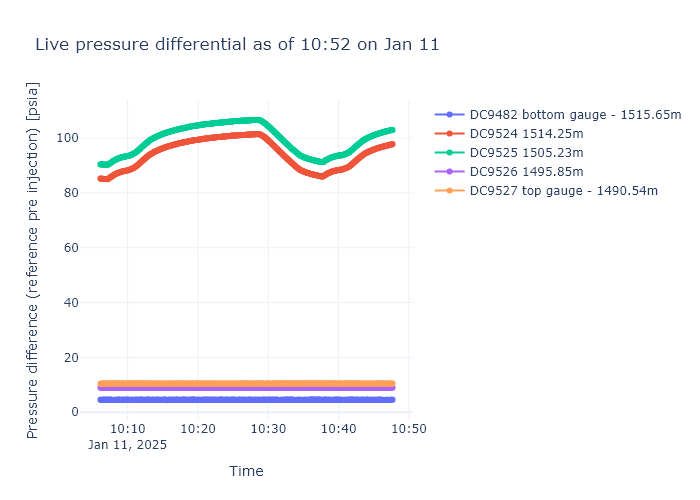 Live pressure differential as of 10:52 on Jan 11
Pressure difference (reference pre injection) [psia]
100
80
60
40
20
0
10:10
Jan 11, 2025
10:20
10:30
10:40
10:50
Time
DC9482 bottom gauge - 1515.65m
DC9524 1514.25m
DC9525 1505.23m
DC9526 1495.85m
DC9527 top gauge - 1490.54m